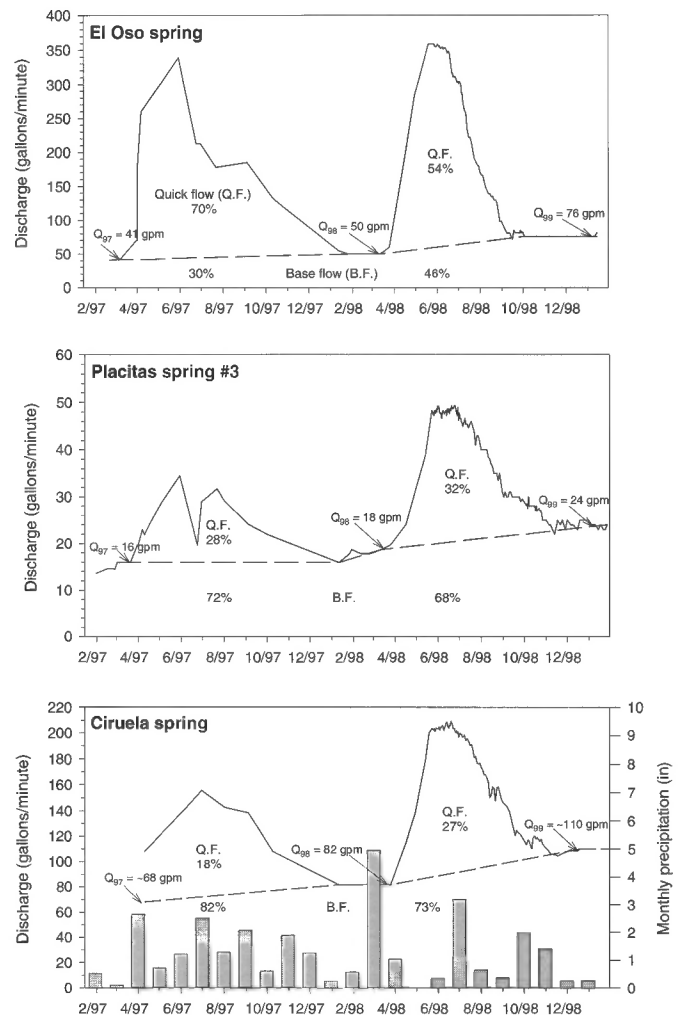 El Oso spring
Discharge (gallons/minute)
400
350
300
250
200
150
100
50
0
Quick flow (Q.F.)
70%
Q.F.
54%
Q97 = 41 gpm
Q98 = 50 gpm
Q99 = 76 gpm
30%
Base flow (B.F.)
46%
2/97 4/97 6/97 8/97 10/97 12/97 2/98 4/98 6/98 8/98 10/98 12/98
Placitas spring #3
Discharge (gallons/minute)
60
50
40
30
20
10
0
Q.F.
32%
Q97 = 16 gpm
Q.F.
28%
Q98 = 18 gpm
Q99 = 24 gpm
72%
B.F.
68%
2/97 4/97 6/97 8/97 10/97 12/97 2/98 4/98 6/98 8/98 10/98 12/98
Ciruela spring
Discharge (gallons/minute)
220
200
180
160
140
120
100
80
60
40
20
0
Q.F.
27%
Q.F.
18%
Q97 = ~68 gpm
Q98 = 82 gpm
Q99 = ~110 gpm
82%
B.F.
73%
10
9
8
7
6
5
4
3
2
1
0
Monthly precipitation (in)
2/97 4/97 6/97 8/97 10/97 12/97 2/98 4/98 6/98 8/98 10/98 12/98